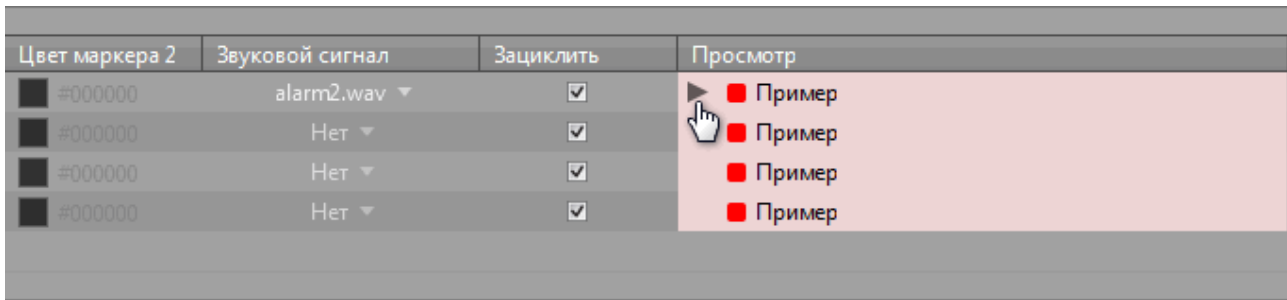 Цвет маркера 2 Звуковой сигнал Зациклить Просмотр
#000000 alarm2.wav Пример
#000000 Нет Пример
#000000 Нет Пример
#000000 Нет Пример